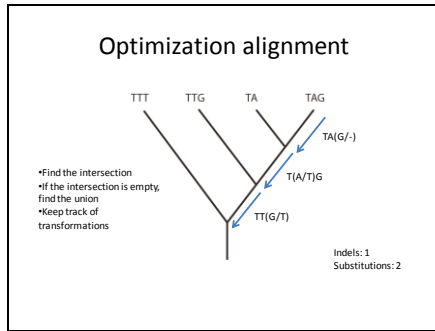 Optimization alignment
TTT TTG TA TAG
TA(G/-)
T(A/T)G
TT(G/T)
•Find the intersection
•If the intersection is empty,
find the union
•Keep track of
transformations
Indels: 1
Substitutions: 2